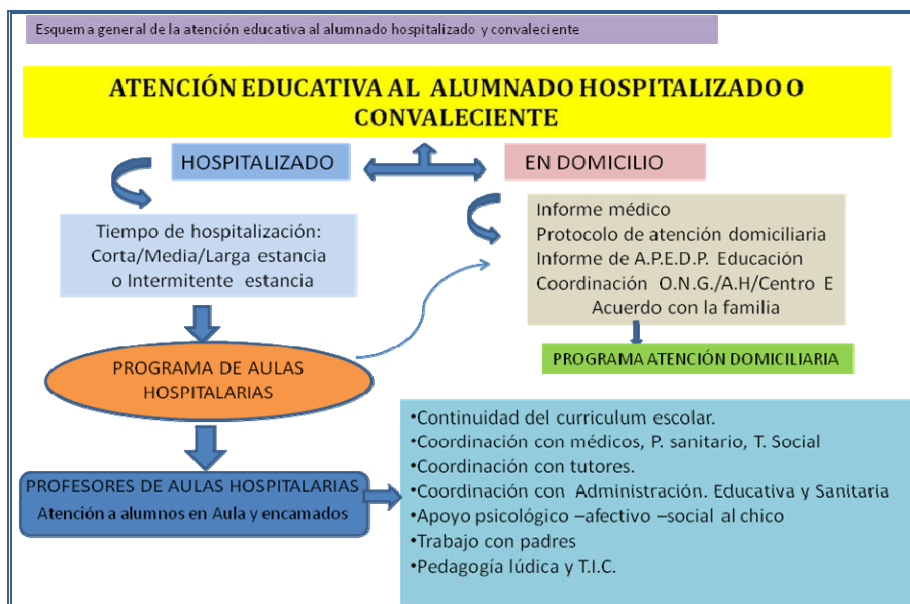 Esquema general de la atención educativa al alumnado hospitalizado y convaleciente
ATENCIÓN EDUCATIVA AL ALUMNADO HOSPITALIZADO O
CONVALECIENTE
HOSPITALIZADO
EN DOMICILIO
Tiempo de hospitalización:
Corta/Media/Larga estancia
o Intermitente estancia
Informe médico
Protocolo de atención domiciliaria
Informe de A.P.E.D.P. Educación
Coordinación O.N.G./A.H/Centro E
Acuerdo con la familia
PROGRAMA DE AULAS
HOSPITALARIAS
PROGRAMA ATENCIÓN DOMICILIARIA
PROFESORES DE AULAS HOSPITALARIAS
Atención a alumnos en Aula y encamados
•Continuidad del curriculum escolar.
•Coordinación con médicos, P. sanitario, T. Social
•Coordinación con tutores.
•Coordinación con Administración. Educativa y Sanitaria
•Apoyo psicológico –afectivo –social al chico
•Trabajo con padres
•Pedagogía lúdica y T.I.C.